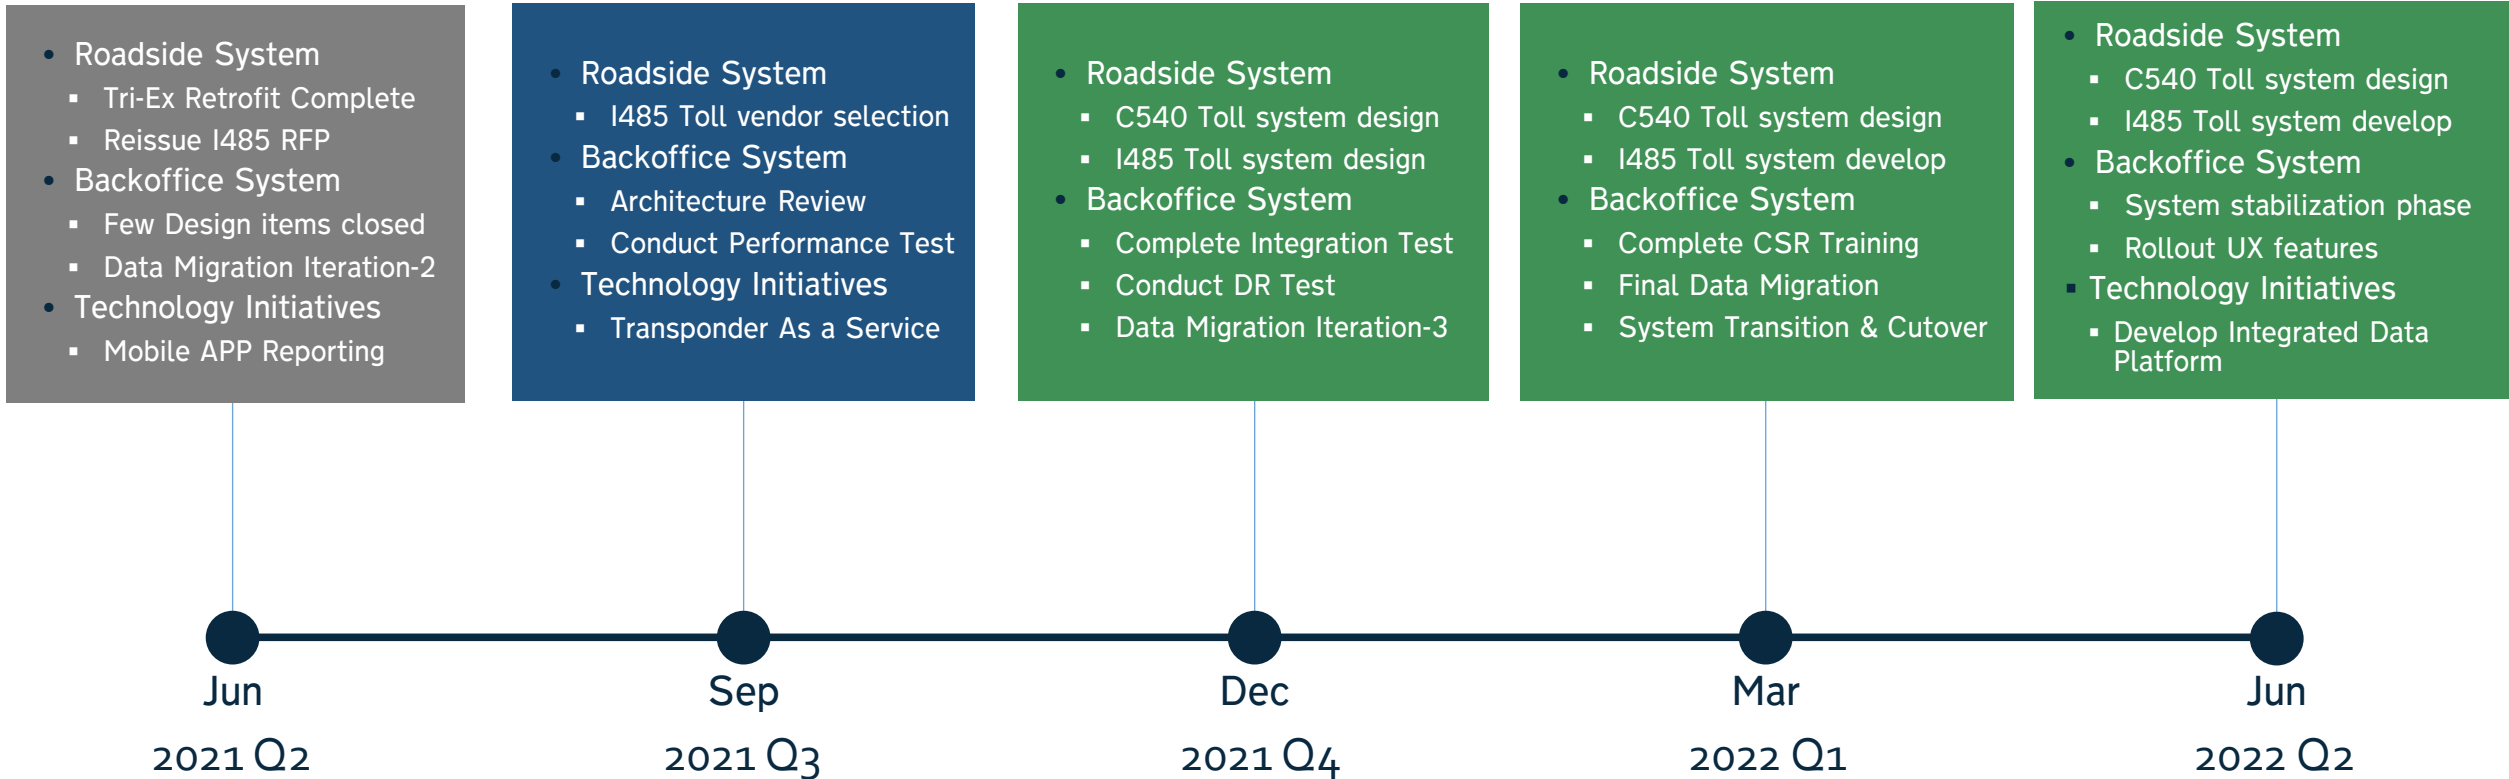 • Roadside System
▪ Tri-Ex Retrofit Complete
▪ Reissue I485 RFP
• Backoffice System
▪ Few Design items closed
▪ Data Migration Iteration-2
• Technology Initiatives
▪ Mobile APP Reporting
• Roadside System
▪ I485 Toll vendor selection
• Backoffice System
▪ Architecture Review
▪ Conduct Performance Test
• Technology Initiatives
▪ Transponder As a Service
• Roadside System
▪ C540 Toll system design
▪ I485 Toll system design
• Backoffice System
▪ Complete Integration Test
▪ Conduct DR Test
▪ Data Migration Iteration-3
• Roadside System
▪ C540 Toll system design
▪ I485 Toll system develop
• Backoffice System
▪ Complete CSR Training
▪ Final Data Migration
▪ System Transition & Cutover
• Roadside System
▪ C540 Toll system design
▪ I485 Toll system develop
• Backoffice System
▪ System stabilization phase
▪ Rollout UX features
▪ Technology Initiatives
▪ Develop Integrated Data
Platform
Jun
2021 Q2
Sep
2021 Q3
Dec
2021 Q4
Mar
2022 Q1
Jun
2022 Q2